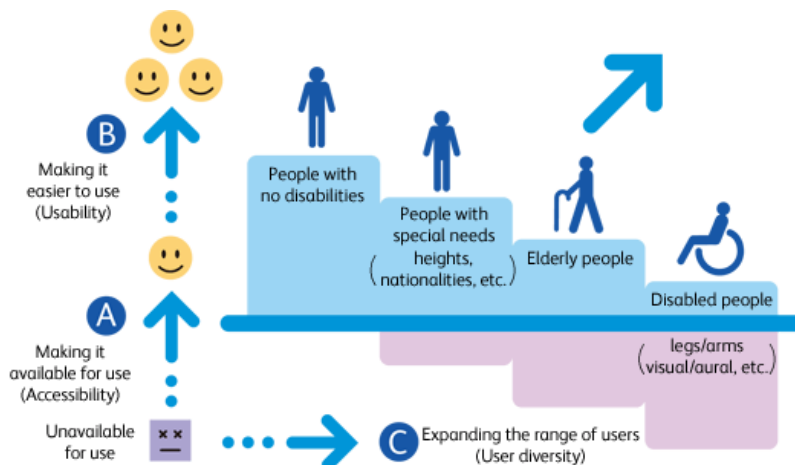 B
Making it
easier to use
(Usability)
A
Making it
available for use
(Accessibility)
Unavailable
for use
People with
no disabilities
People with
special needs
(heights,
nationalities, etc.)
Elderly people
Disabled people
(legs/arms
visual/aural, etc.)
C
Expanding the range of users
(User diversity)